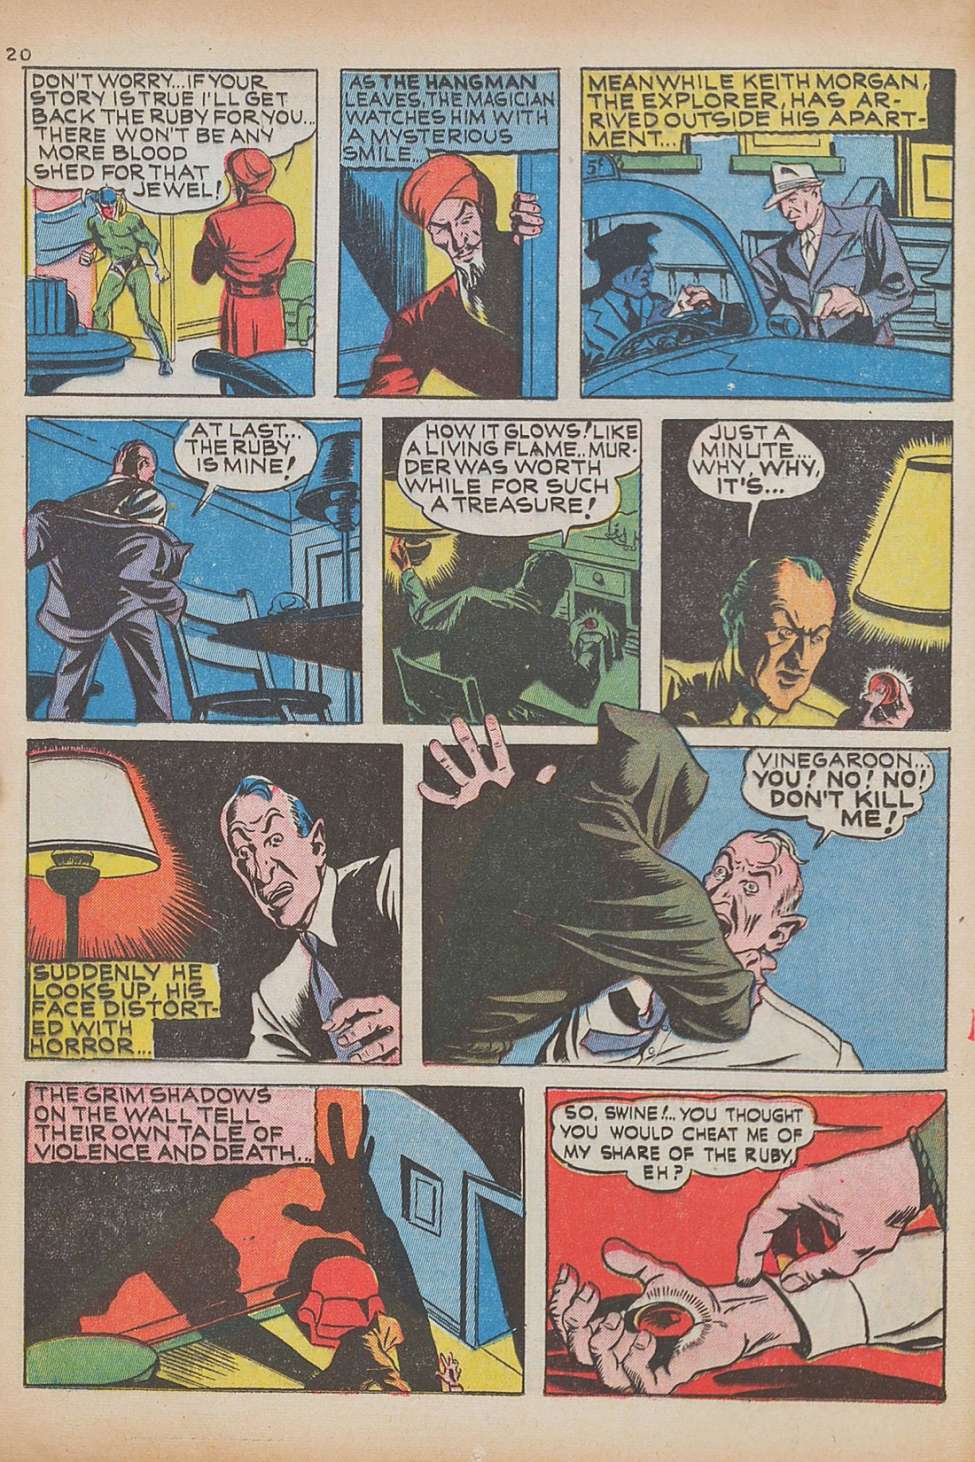 20
DON'T WORRY...IF YOUR
STORY IS TRUE I'LL GET
BACK THE RUBY FOR YOU...
THERE WON'T BE ANY
MORE BLOOD
SHED FOR THAT
JEWEL!
AS THE HANGMAN
LEAVES, THE MAGICIAN
WATCHES HIM WITH
A MYSTERIOUS
SMILE...
MEANWHILE KEITH MORGAN,
THE EXPLORER, HAS AR-
RIVED OUTSIDE HIS APART-
MENT...
5¢
AT LAST...
THE RUBY
IS MINE!
HOW IT GLOWS! LIKE
A LIVING FLAME.. MUR-
DER WAS WORTH
WHILE FOR SUCH
A TREASURE!
JUST A
MINUTE...
WHY, WHY,
IT'S...
SUDDENLY HE
LOOKS UP, HIS
FACE DISTORT-
ED WITH
HORROR...
VINEGAROON...
YOU! NO! NO!
DON'T KILL
ME!
THE GRIM SHADOWS
ON THE WALL TELL
THEIR OWN TALE OF
VIOLENCE AND DEATH...
SO, SWINE!... YOU THOUGHT
YOU WOULD CHEAT ME OF
MY SHARE OF THE RUBY,
EH?